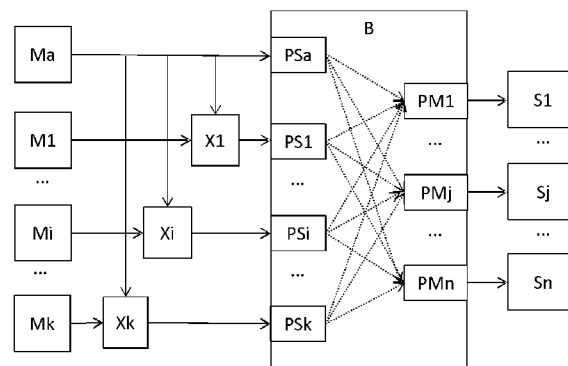 B
Ma
PSa
PM1
S1
M1
X1
PS1
...
...
...
...
Mi
Xi
PSi
PMj
Sj
...
...
...
...
Mk
Xk
PSk
PMn
Sn